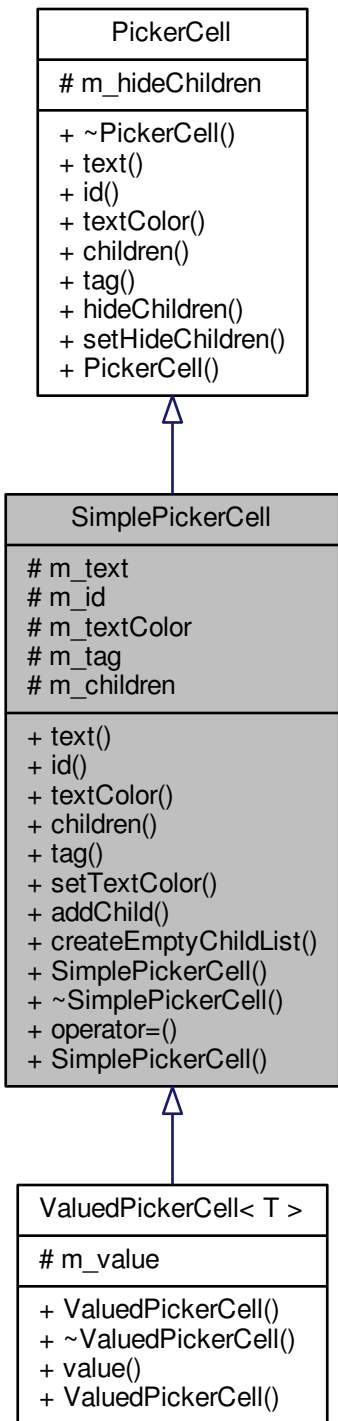 PickerCell
# m_hideChildren
+ ~PickerCell()
+ text()
+ id()
+ textColor()
+ children()
+ tag()
+ hideChildren()
+ setHideChildren()
+ PickerCell()
SimplePickerCell
# m_text
# m_id
# m_textColor
# m_tag
# m_children
+ text()
+ id()
+ textColor()
+ children()
+ tag()
+ setTextColor()
+ addChild()
+ createEmptyChildList()
+ SimplePickerCell()
+ ~SimplePickerCell()
+ operator=()
+ SimplePickerCell()
ValuedPickerCell< T >
# m_value
+ ValuedPickerCell()
+ ~ValuedPickerCell()
+ value()
+ ValuedPickerCell()